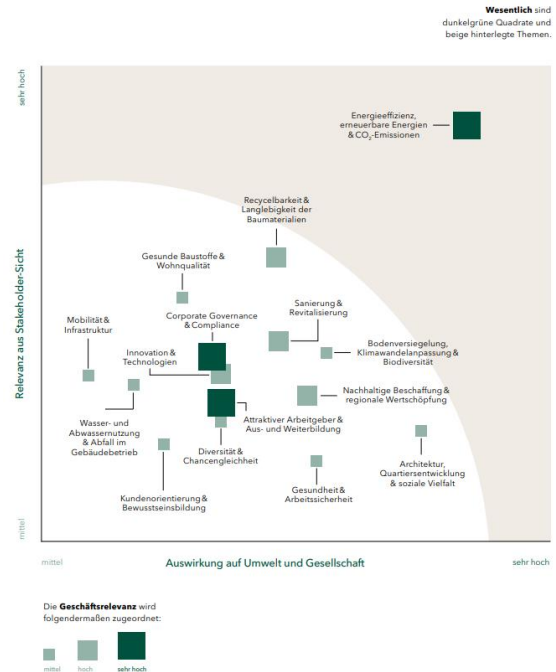 Wesentlich sind
dunkelgrüne Quadrate und
beige hinterlegte Themen.
sehr hoch
Relevanz aus Stakeholder-Sicht
mittel
Energieeffizienz,
erneuerbare Energien
& CO₂-Emissionen
Recycelbarkeit &
Langlebigkeit der
Baumaterialien
Gesunde Baustoffe &
Wohnqualität
Sanierung &
Revitalisierung
Mobilität &
Infrastruktur
Corporate Governance
& Compliance
Innovation &
Technologien
Bodenversiegelung,
Klimawandelanpassung &
Biodiversität
Nachhaltige Beschaffung &
regionale Wertschöpfung
Wasser- und
Abwassernutzung
& Abfall im
Gebäudebetrieb
Attraktiver Arbeitgeber &
Aus- und Weiterbildung
Diversität &
Chancengleichheit
Architektur,
Quartiersentwicklung
& soziale Vielfalt
Kundenorientierung &
Bewusstseinsbildung
Gesundheit &
Arbeitssicherheit
mittel
Auswirkung auf Umwelt und Gesellschaft
sehr hoch
Die Geschäftsrelevanz wird
folgendermaßen zugeordnet:
mittel
hoch
sehr hoch